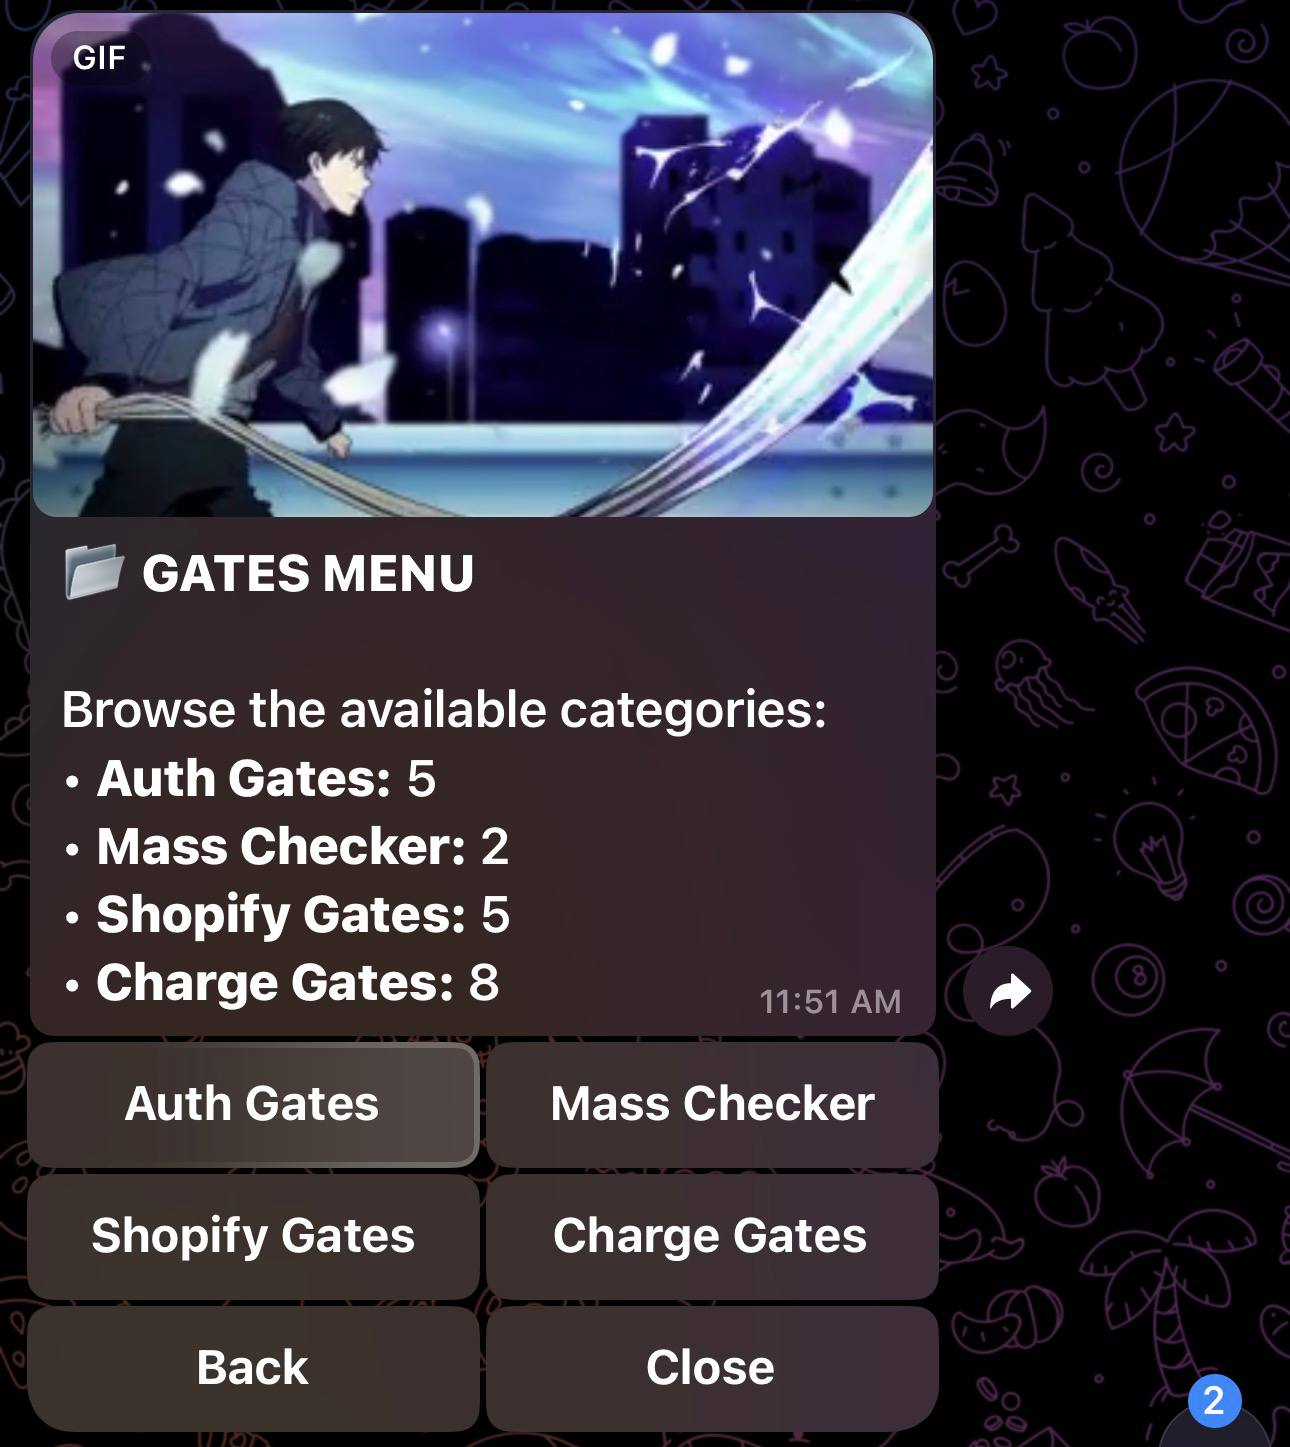 GIF
GATES MENU
Browse the available categories:
• Auth Gates: 5
• Mass Checker: 2
• Shopify Gates: 5
• Charge Gates: 8
11:51 AM
Auth Gates
Mass Checker
Shopify Gates
Charge Gates
Back
Close
2